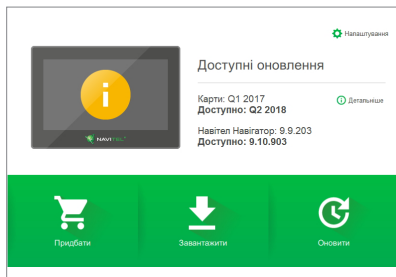 Налаштування
Доступні оновлення
Карти: Q1 2017
Детальніше
Доступно: Q2 2018
Навітел Навігатор: 9.9.203
Доступно: 9.10.903
NAVITEL
Придбати
Завантажити
Оновити